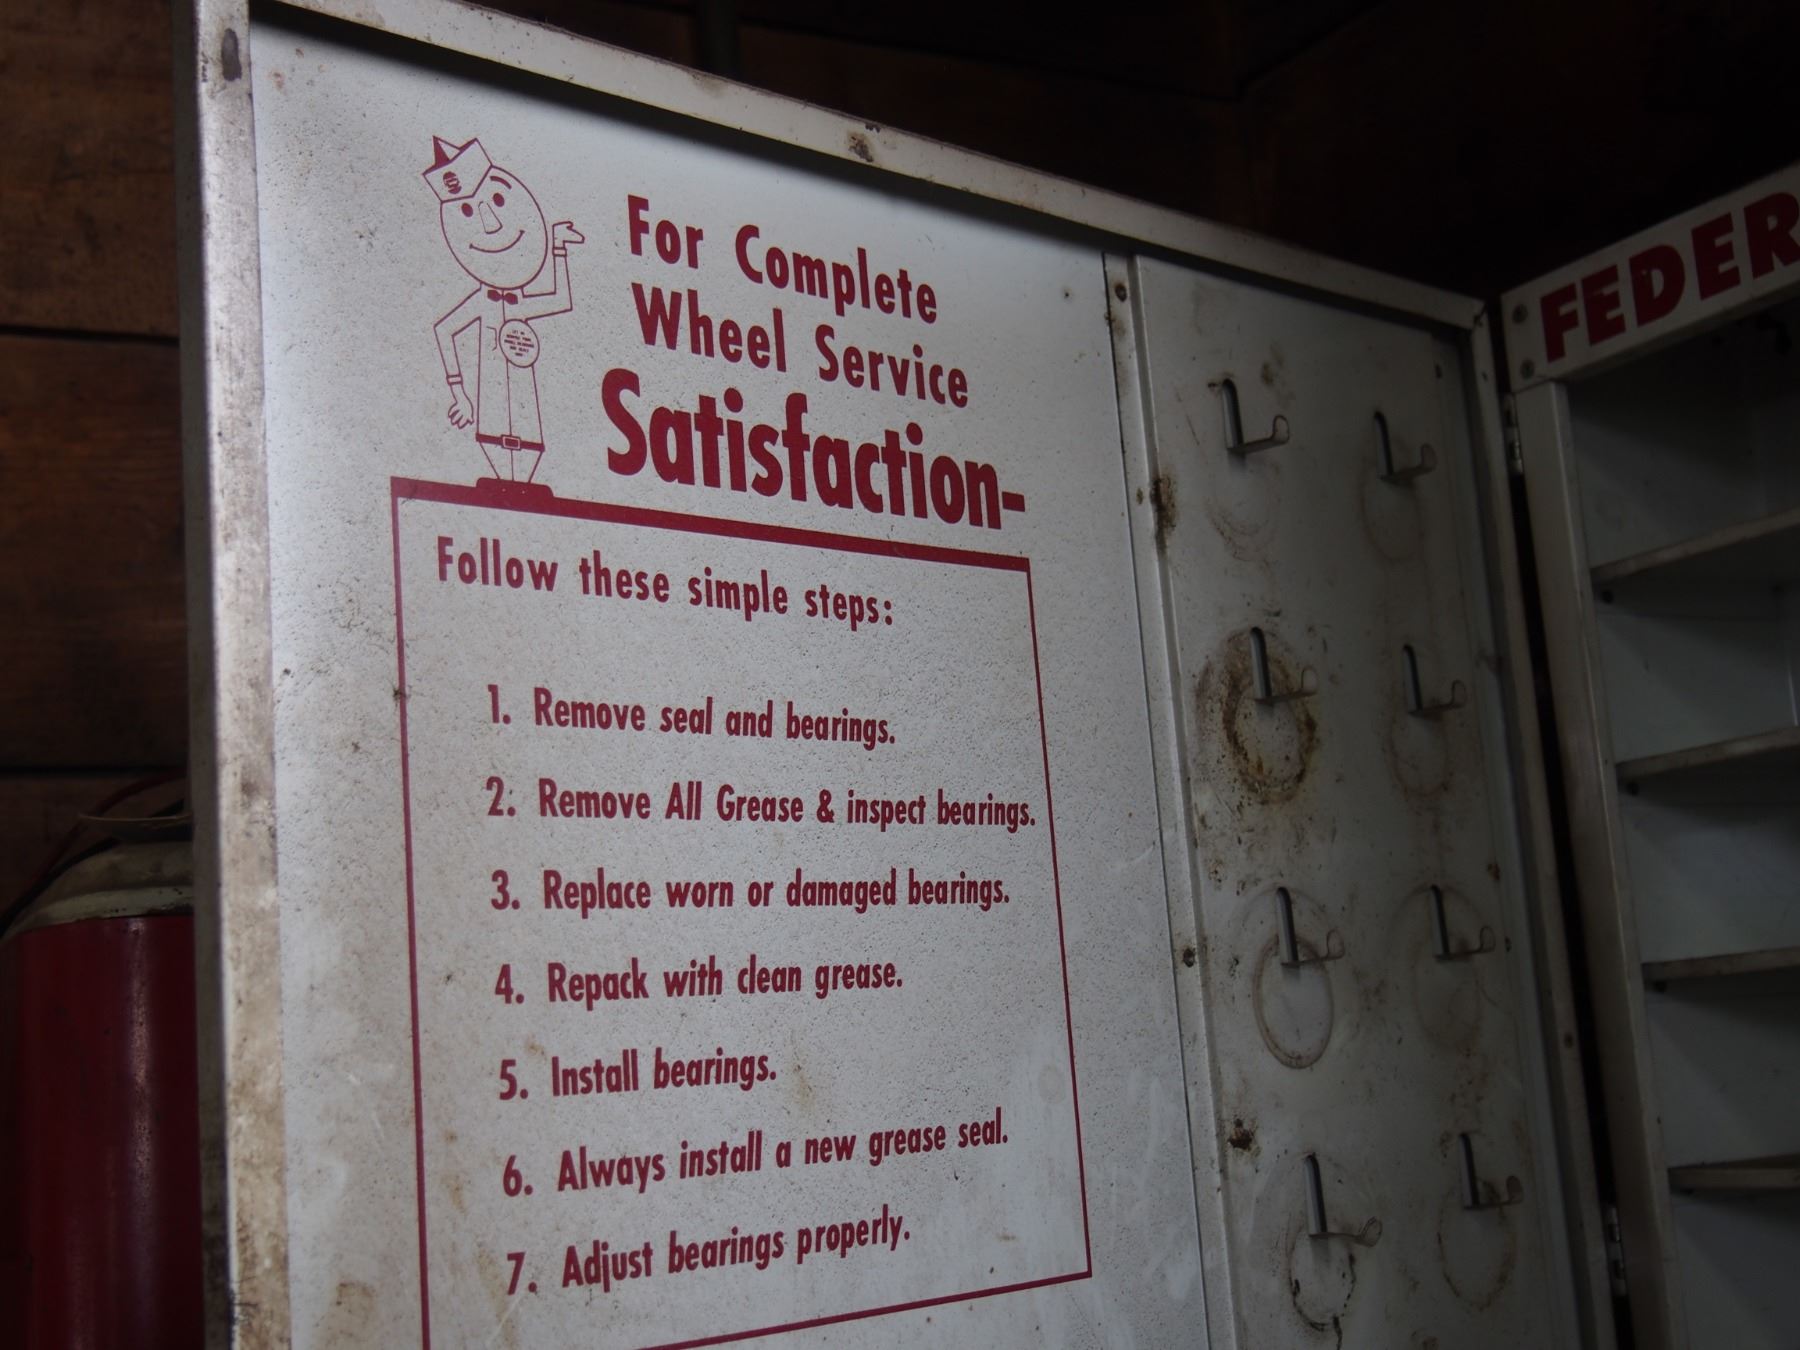 For Complete
Wheel Service
Satisfaction-
Follow these simple steps:
1. Remove seal and bearings.
2. Remove All Grease & inspect bearings.
3. Replace worn or damaged bearings.
4. Repack with clean grease.
5. Install bearings.
6. Always install a new grease seal.
7. Adjust bearings properly.
FEDER